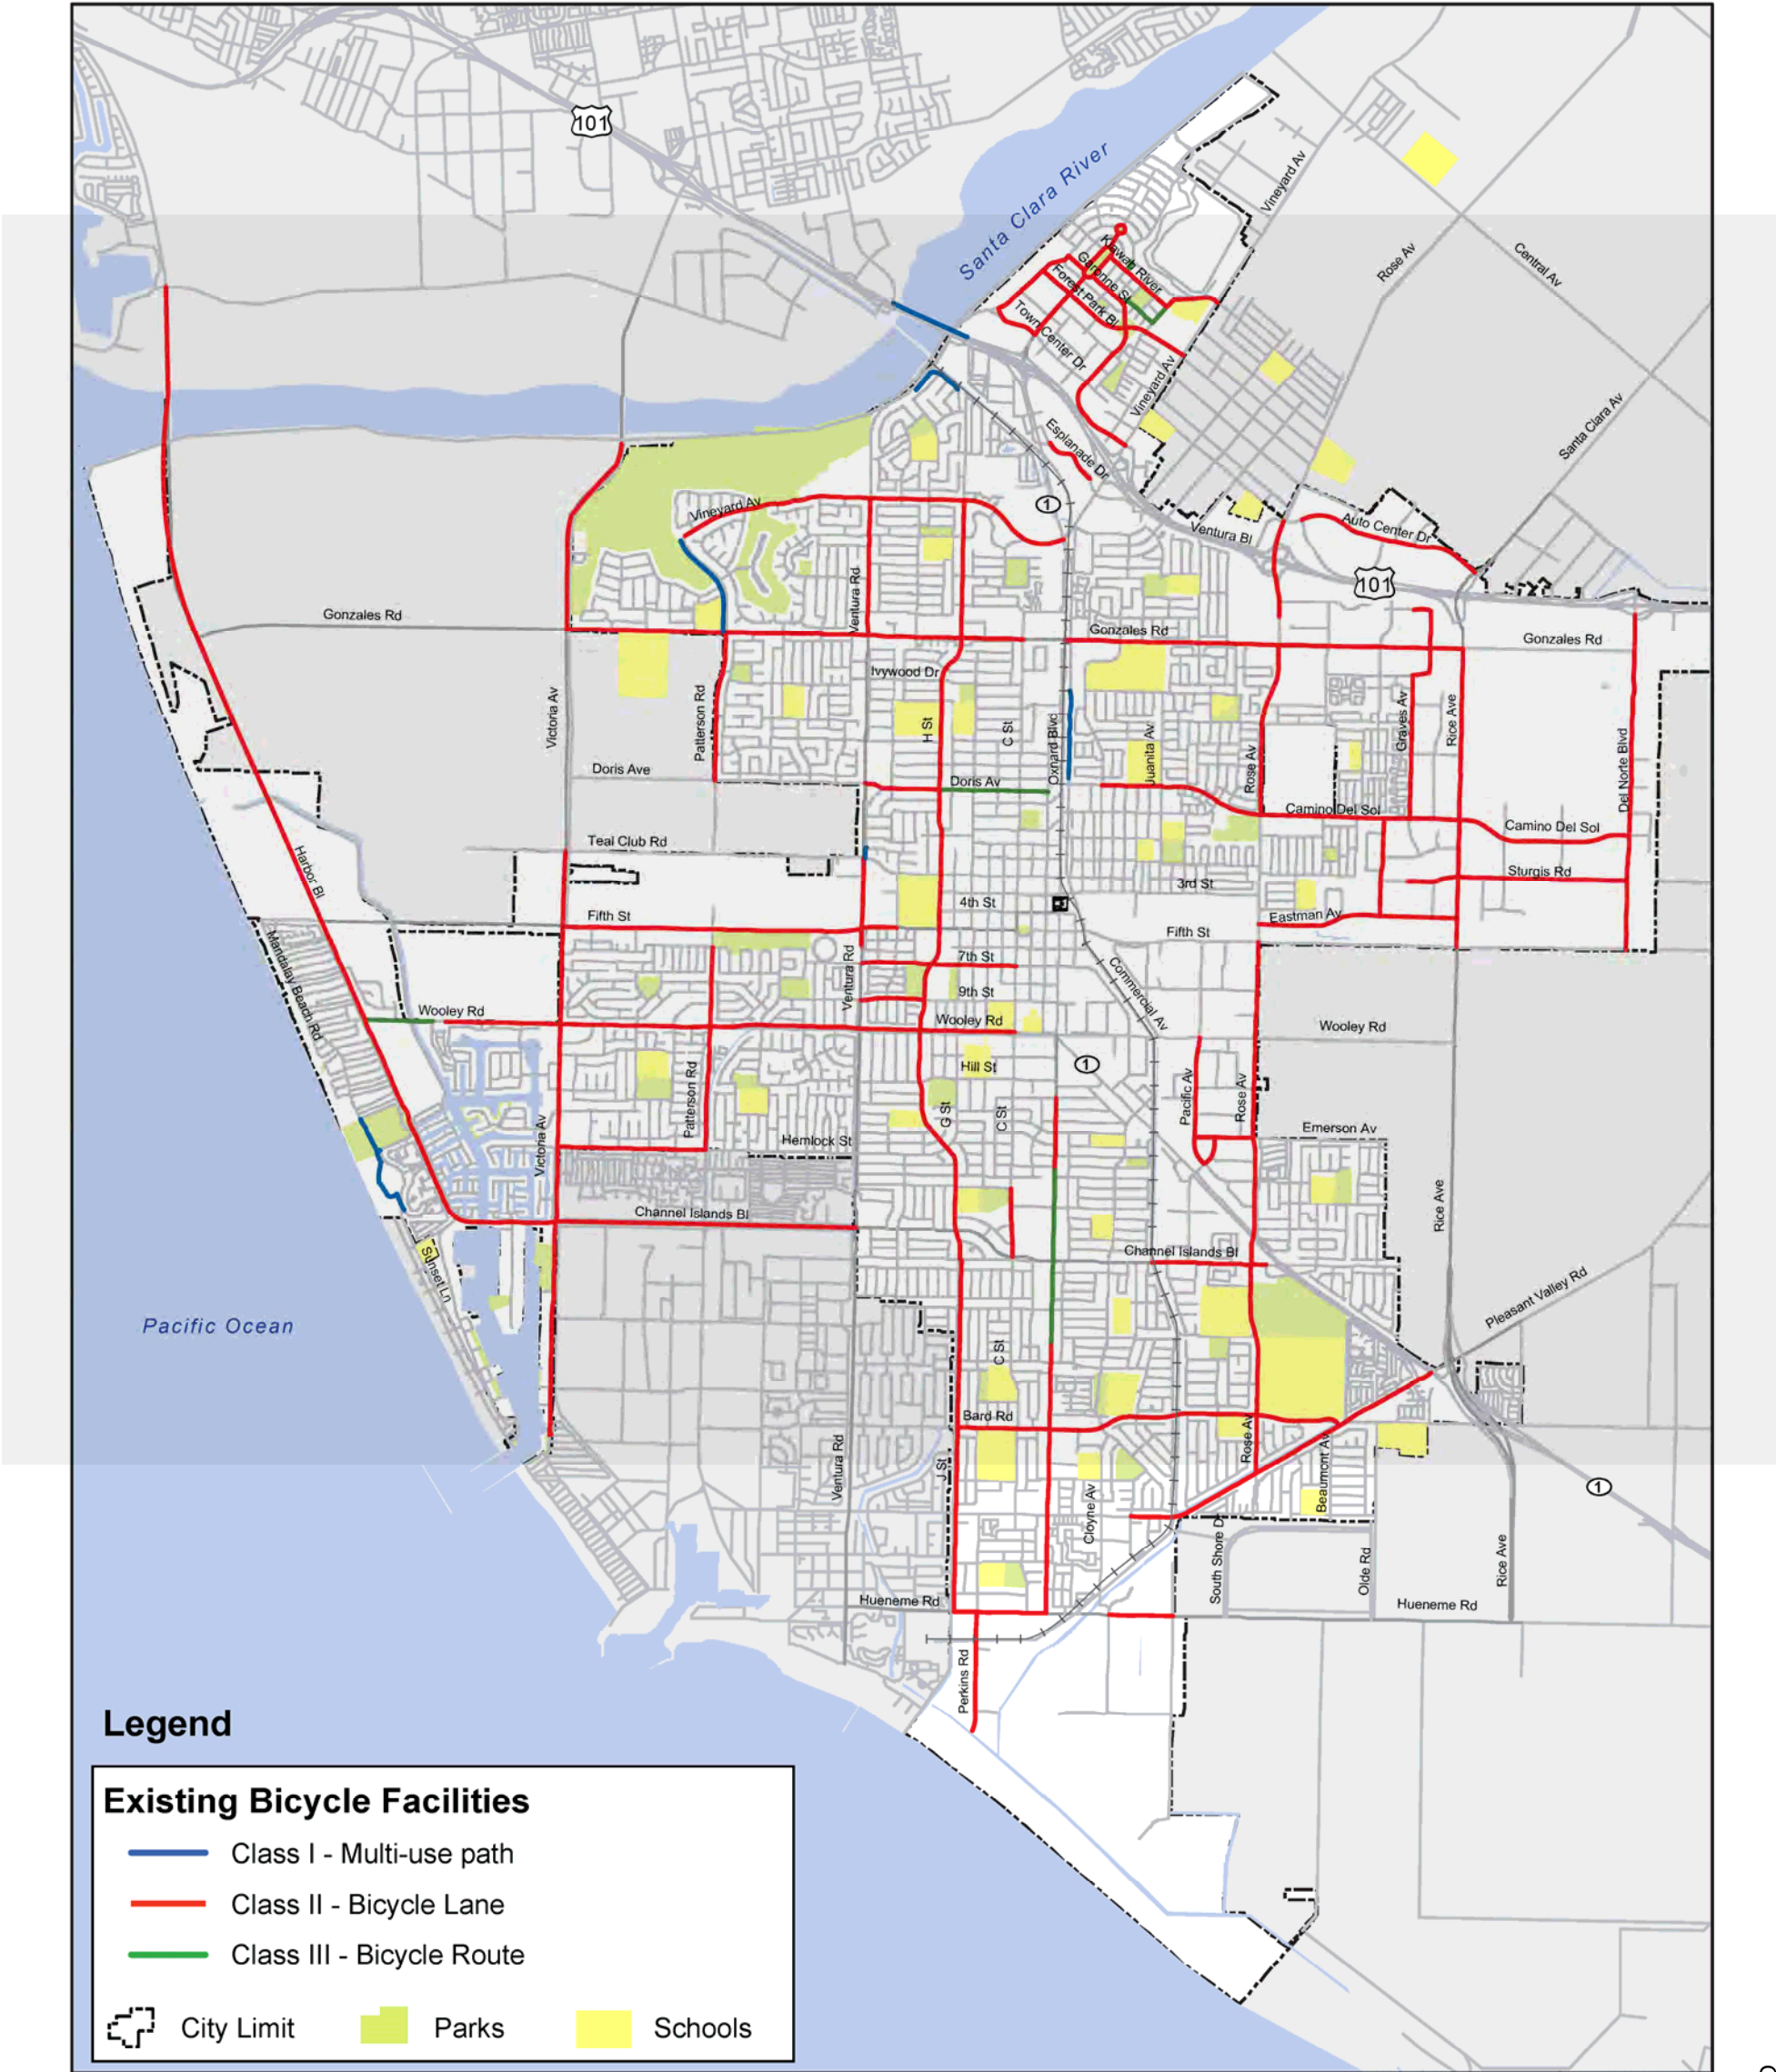 101
Santa Clara River
Vineyard Av
Rose Av
Central Av
Kiawah River
Garonne St
Forest Park Bl
Town Center Dr
Vineyard Av
Santa Clara Av
Esplanade Dr
1
Vineyard Av
Ventura Bl
Auto Center Dr
101
Ventura Rd
Gonzales Rd
Gonzales Rd
Gonzales Rd
Ivywood Dr
Victoria Av
Patterson Rd
H St
C St
Oxnard Blvd
Juanita Av
Rose Av
Graves Av
Rice Ave
Del Norte Blvd
Doris Ave
Doris Av
Camino Del Sol
Camino Del Sol
Teal Club Rd
Harbor Bl
3rd St
Sturgis Rd
4th St
Fifth St
Eastman Av
Fifth St
Mandalay Beach Rd
Ventura Rd
7th St
Commercial Av
9th St
Wooley Rd
Wooley Rd
Wooley Rd
Hill St
1
Patterson Rd
Pacific Av
Rose Av
G St
C St
Victoria Av
Hemlock St
Emerson Av
Rice Ave
Channel Islands Bl
Channel Islands Bl
Sunset Ln
Pleasant Valley Rd
Pacific Ocean
C St
Bard Rd
Ventura Rd
J St
Rose Av
Beaumont Av
1
Cloyne Av
South Shore D
Olde Rd
Rice Ave
Hueneme Rd
Hueneme Rd
Perkins Rd
Legend
Existing Bicycle Facilities
Class I - Multi-use path
Class II - Bicycle Lane
Class III - Bicycle Route
City Limit
Parks
Schools